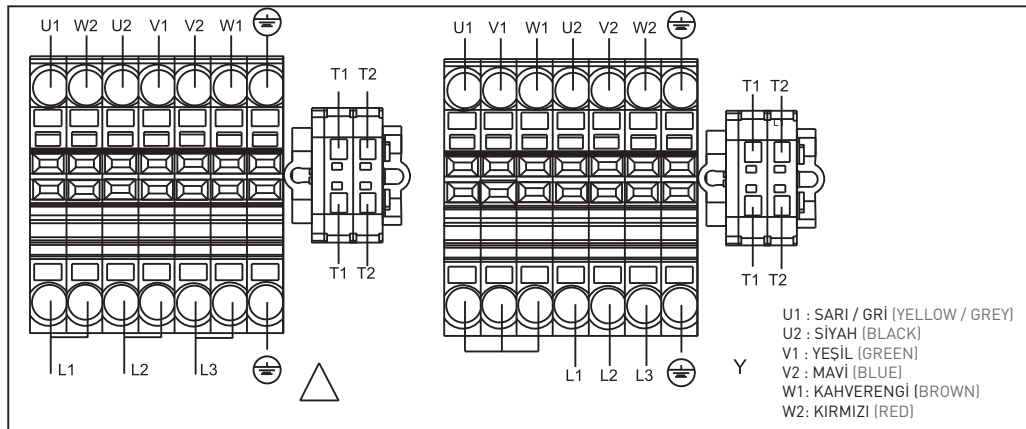 U1 W2 U2 V1 V2 W1
T1 T2
T1 T2
L1 L2 L3
U1 V1 W1 U2 V2 W2
T1 T2
L
T1 T2
L1 L2 L3
Y
U1 : SARI / GRİ (YELLOW / GREY)
U2 : SİYAH (BLACK)
V1 : YEŞİL (GREEN)
V2 : MAVİ (BLUE)
W1: KAHVERENGİ (BROWN)
W2: KIRMIZI (RED)